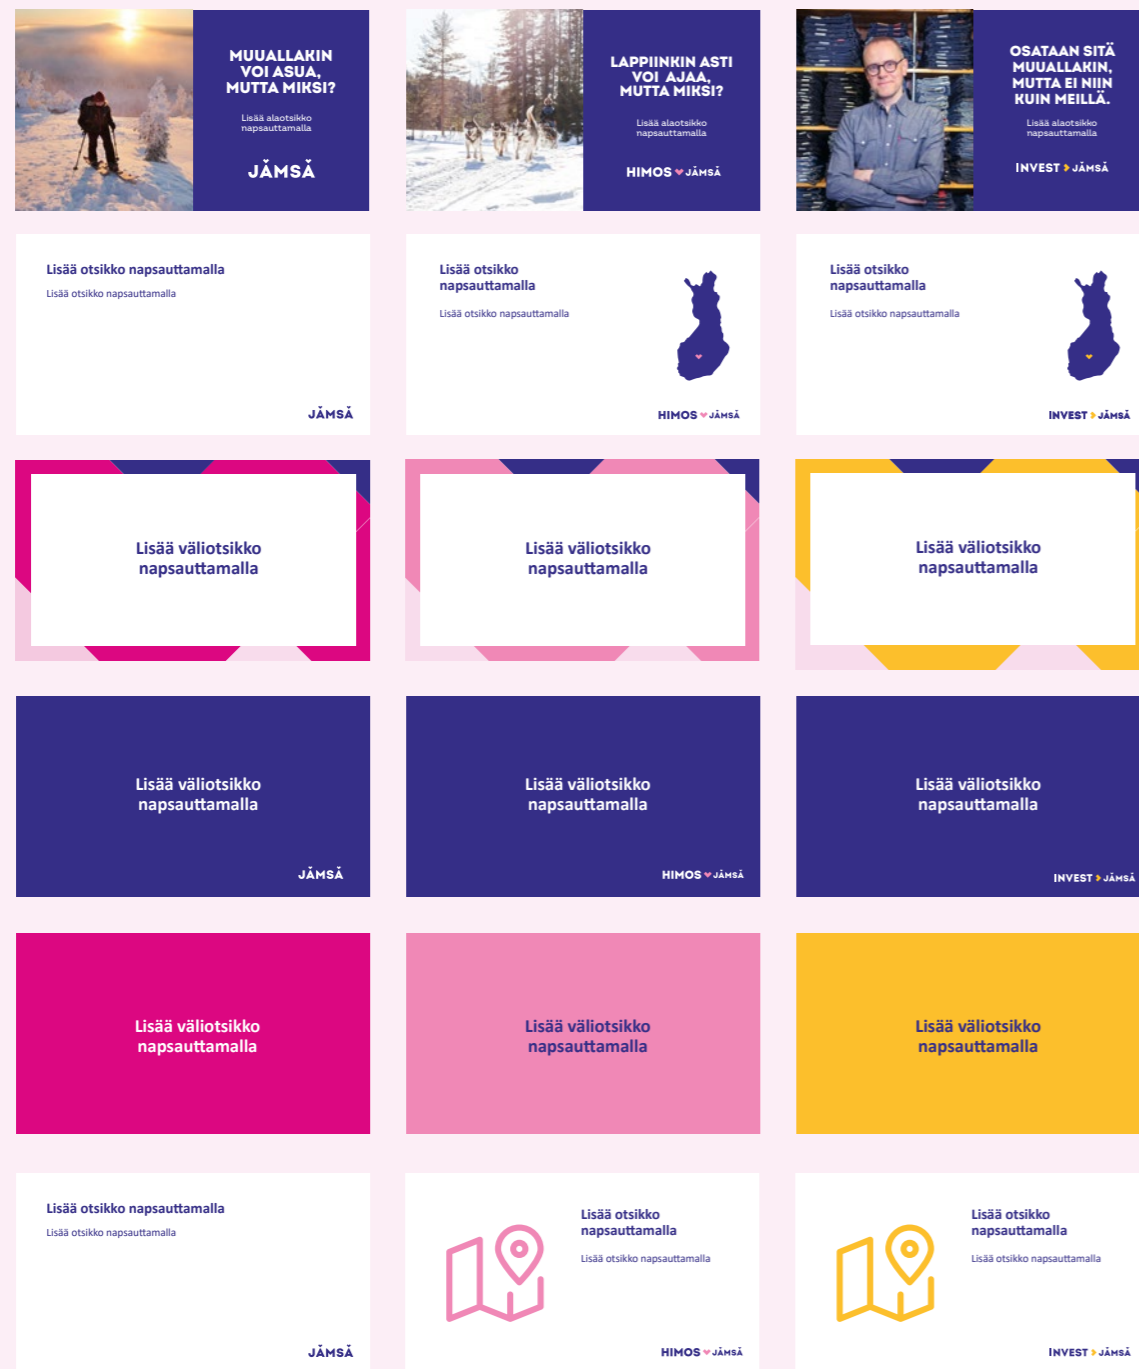 MUUALLAKIN
VOI ASUA,
MUTTA MIKSI?
Lisää alaotsikko
napsauttamalla
JÄMSÄ
LAPPIINKIN ASTI
VOI AJAA,
MUTTA MIKSI?
Lisää alaotsikko
napsauttamalla
HIMOS JÄMSÄ
OSATAAN SITÄ
MUUALLAKIN,
MUTTA EI NIIN
KUIN MEILLÄ.
Lisää alaotsikko
napsauttamalla
INVEST JÄMSÄ
Lisää otsikko napsauttamalla
Lisää otsikko napsauttamalla
JÄMSÄ
Lisää otsikko
napsauttamalla
Lisää otsikko napsauttamalla
HIMOS JÄMSÄ
Lisää otsikko
napsauttamalla
Lisää otsikko napsauttamalla
INVEST JÄMSÄ
Lisää väliotsikko
napsauttamalla
Lisää väliotsikko
napsauttamalla
Lisää väliotsikko
napsauttamalla
Lisää väliotsikko
napsauttamalla
JÄMSÄ
Lisää väliotsikko
napsauttamalla
HIMOS JÄMSÄ
Lisää väliotsikko
napsauttamalla
INVEST JÄMSÄ
Lisää väliotsikko
napsauttamalla
Lisää väliotsikko
napsauttamalla
Lisää väliotsikko
napsauttamalla
Lisää otsikko napsauttamalla
Lisää otsikko napsauttamalla
JÄMSÄ
Lisää otsikko
napsauttamalla
Lisää otsikko napsauttamalla
HIMOS JÄMSÄ
Lisää otsikko
napsauttamalla
Lisää otsikko napsauttamalla
INVEST JÄMSÄ